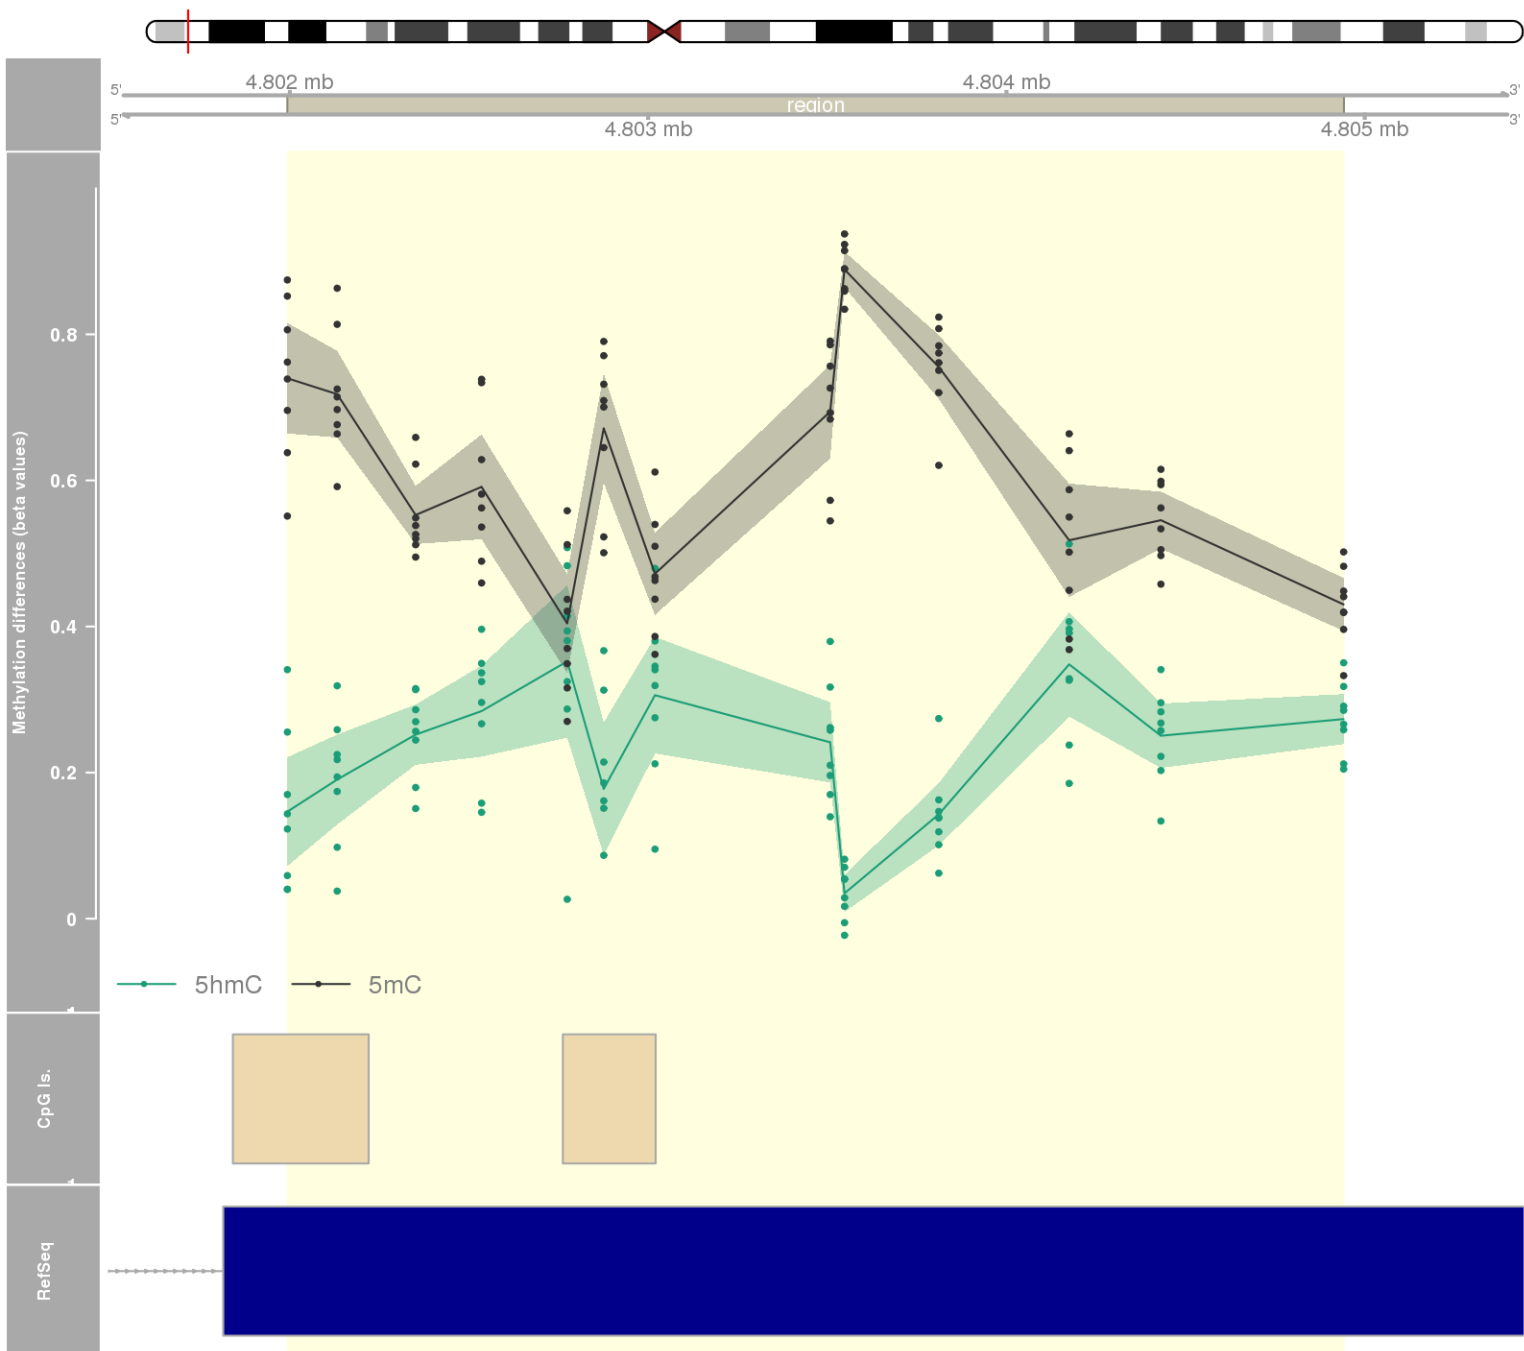 4.802 mb
4.804 mb
5'
3'
region
5'
3'
4.803 mb
4.805 mb
Methylation differences (beta values)
0.8
0.6
0.4
0.2
0
5hmC
5mC
CpG Is.
RefSeq